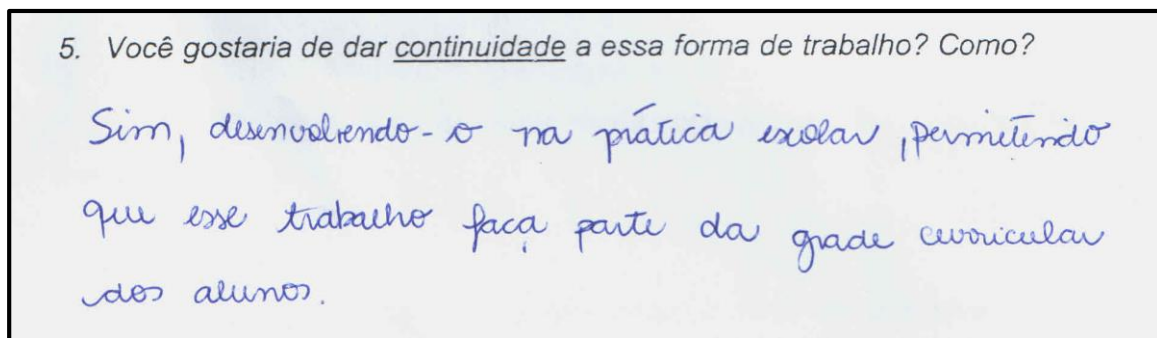 5. Você gostaria de dar continuidade a essa forma de trabalho? Como?
Sim, desenvolvendo-o na prática escolar, permitindo
que esse trabalho faça parte da grade curricular
dos alunos.